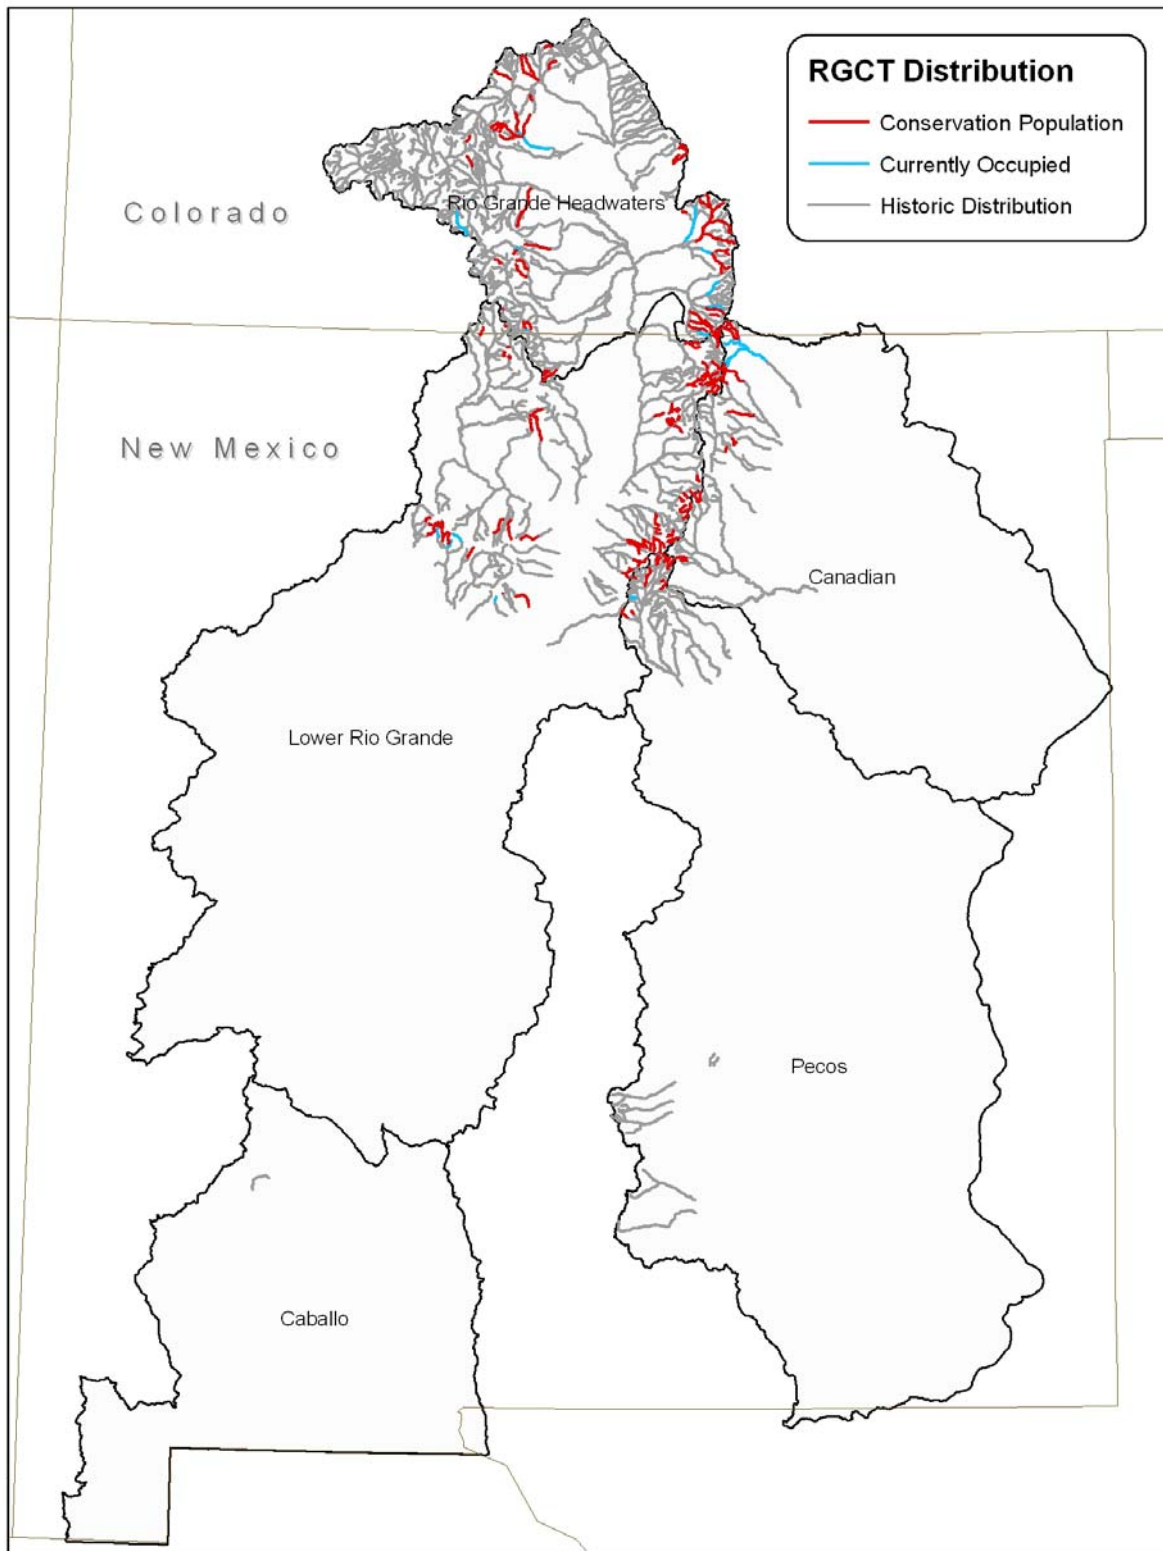 RGCT Distribution
Conservation Population
Currently Occupied
Historic Distribution
Colorado
Rio Grande Headwaters
New Mexico
Canadian
Lower Rio Grande
Pecos
Caballo